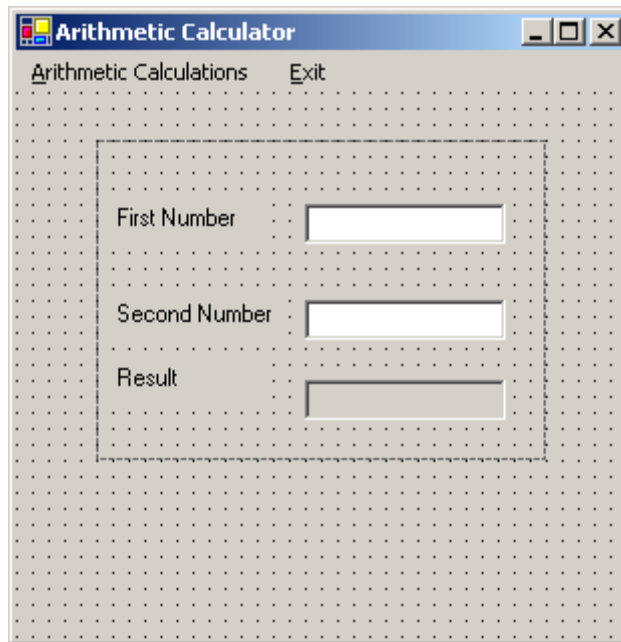 Arithmetic Calculator
Arithmetic Calculations Exit
First Number
Second Number
Result